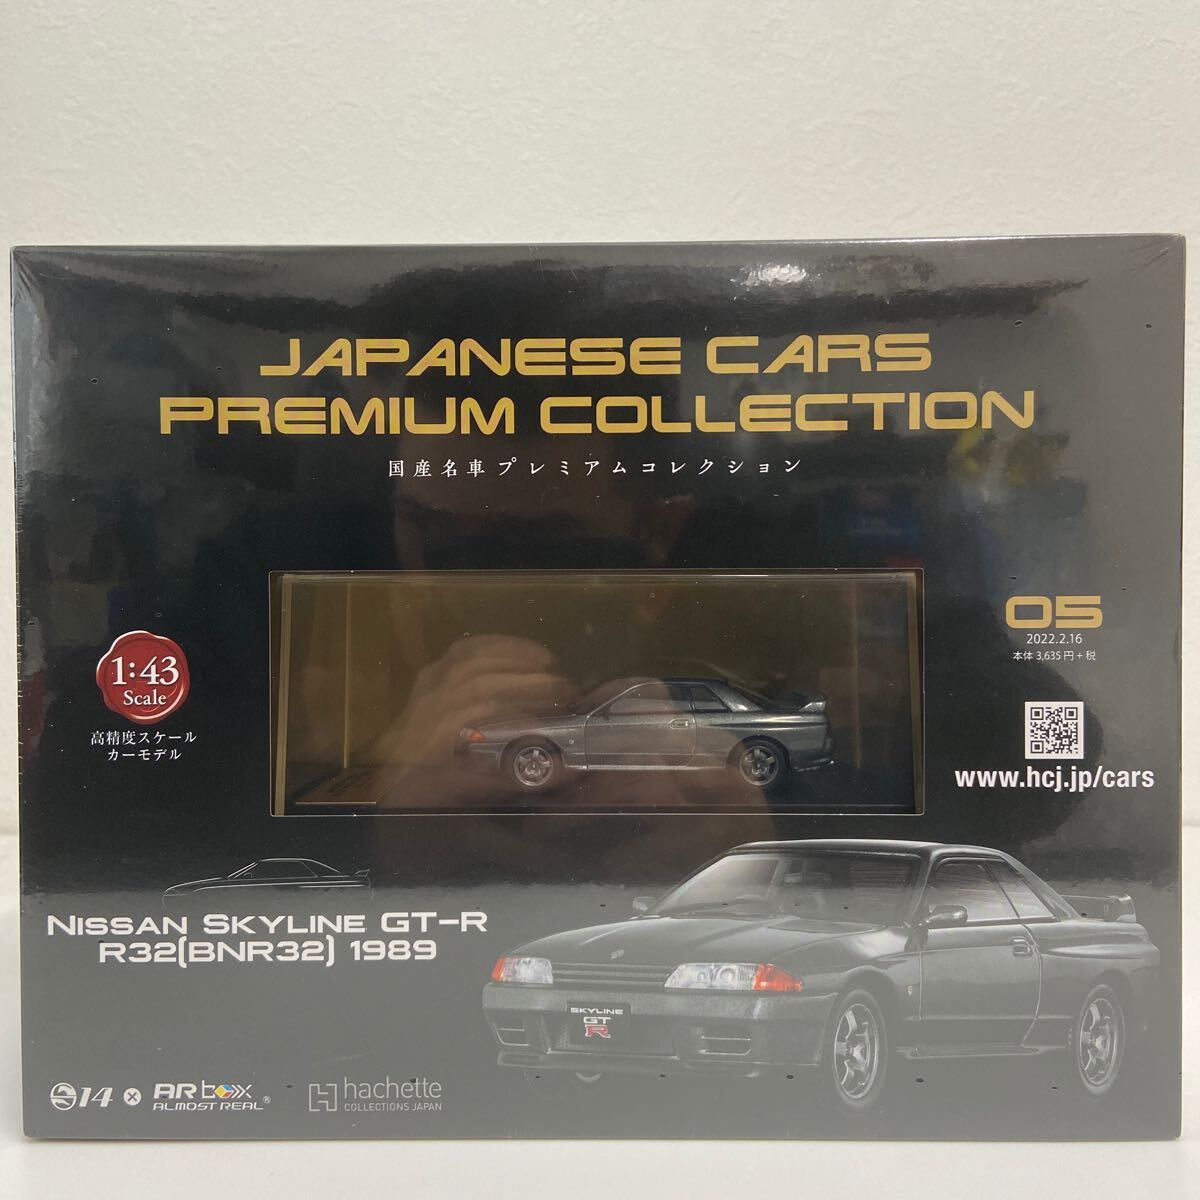 JAPANESE CARS
PREMIUM COLLECTION
国産名車プレミアムコレクション
05
2022.2.16
本体 3,635 円+税
1:43
Scale
高精度スケール
カーモデル
www.hcj.jp/cars
NISSAN SKYLINE GT-R
R32(BNR32) 1989
SKYLINE
GT
R
14 × AR box
ALMOST REAL®
hachette
COLLECTIONS JAPAN